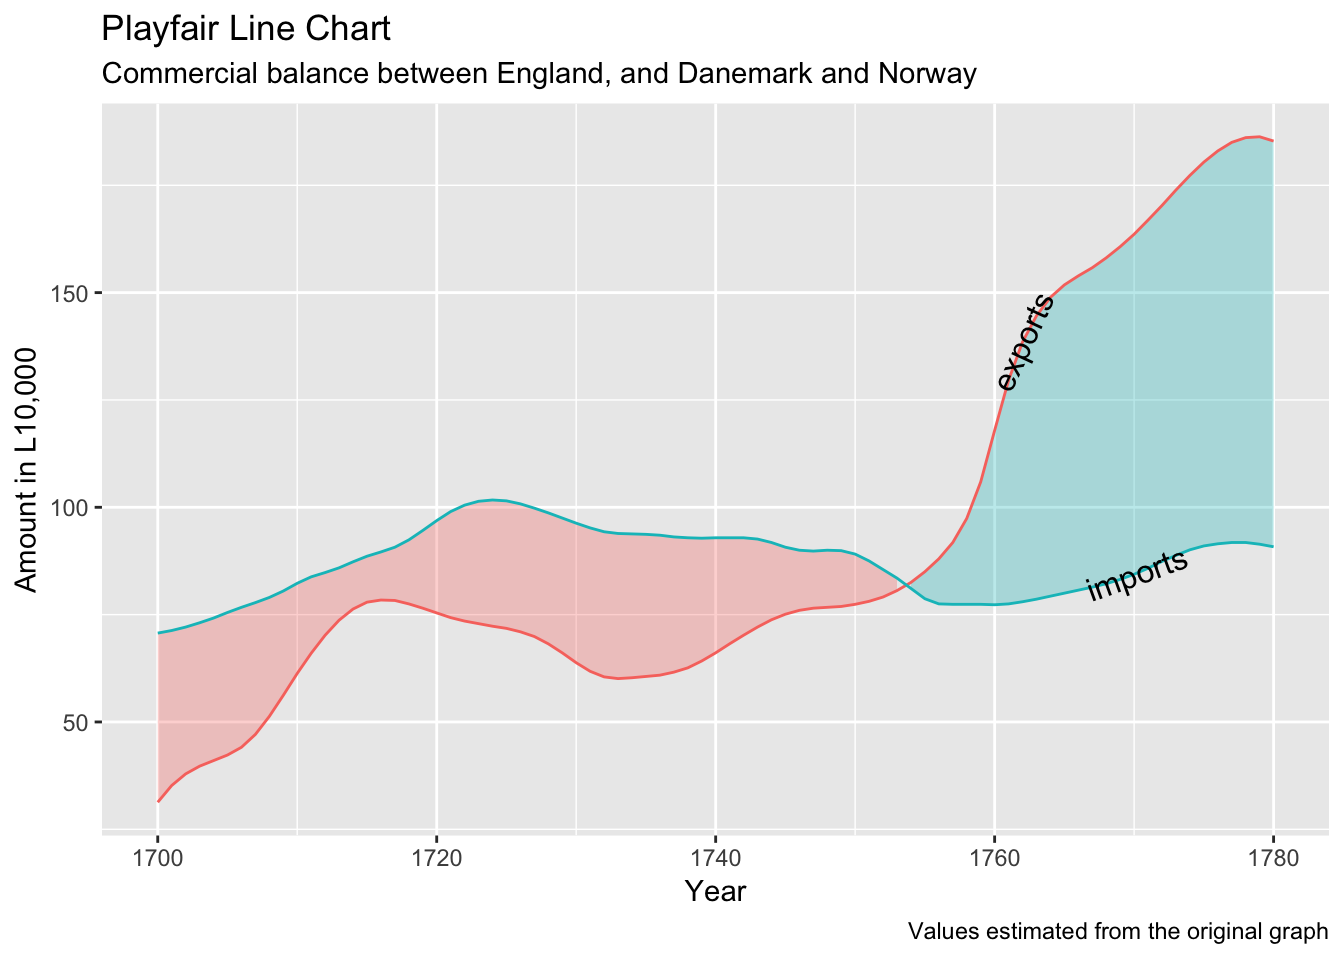 Playfair Line Chart
Commercial balance between England, and Danemark and Norway
Amount in L10,000
150
100
50
exports
imports
1700 1720 1740 1760 1780
Year
Values estimated from the original graph